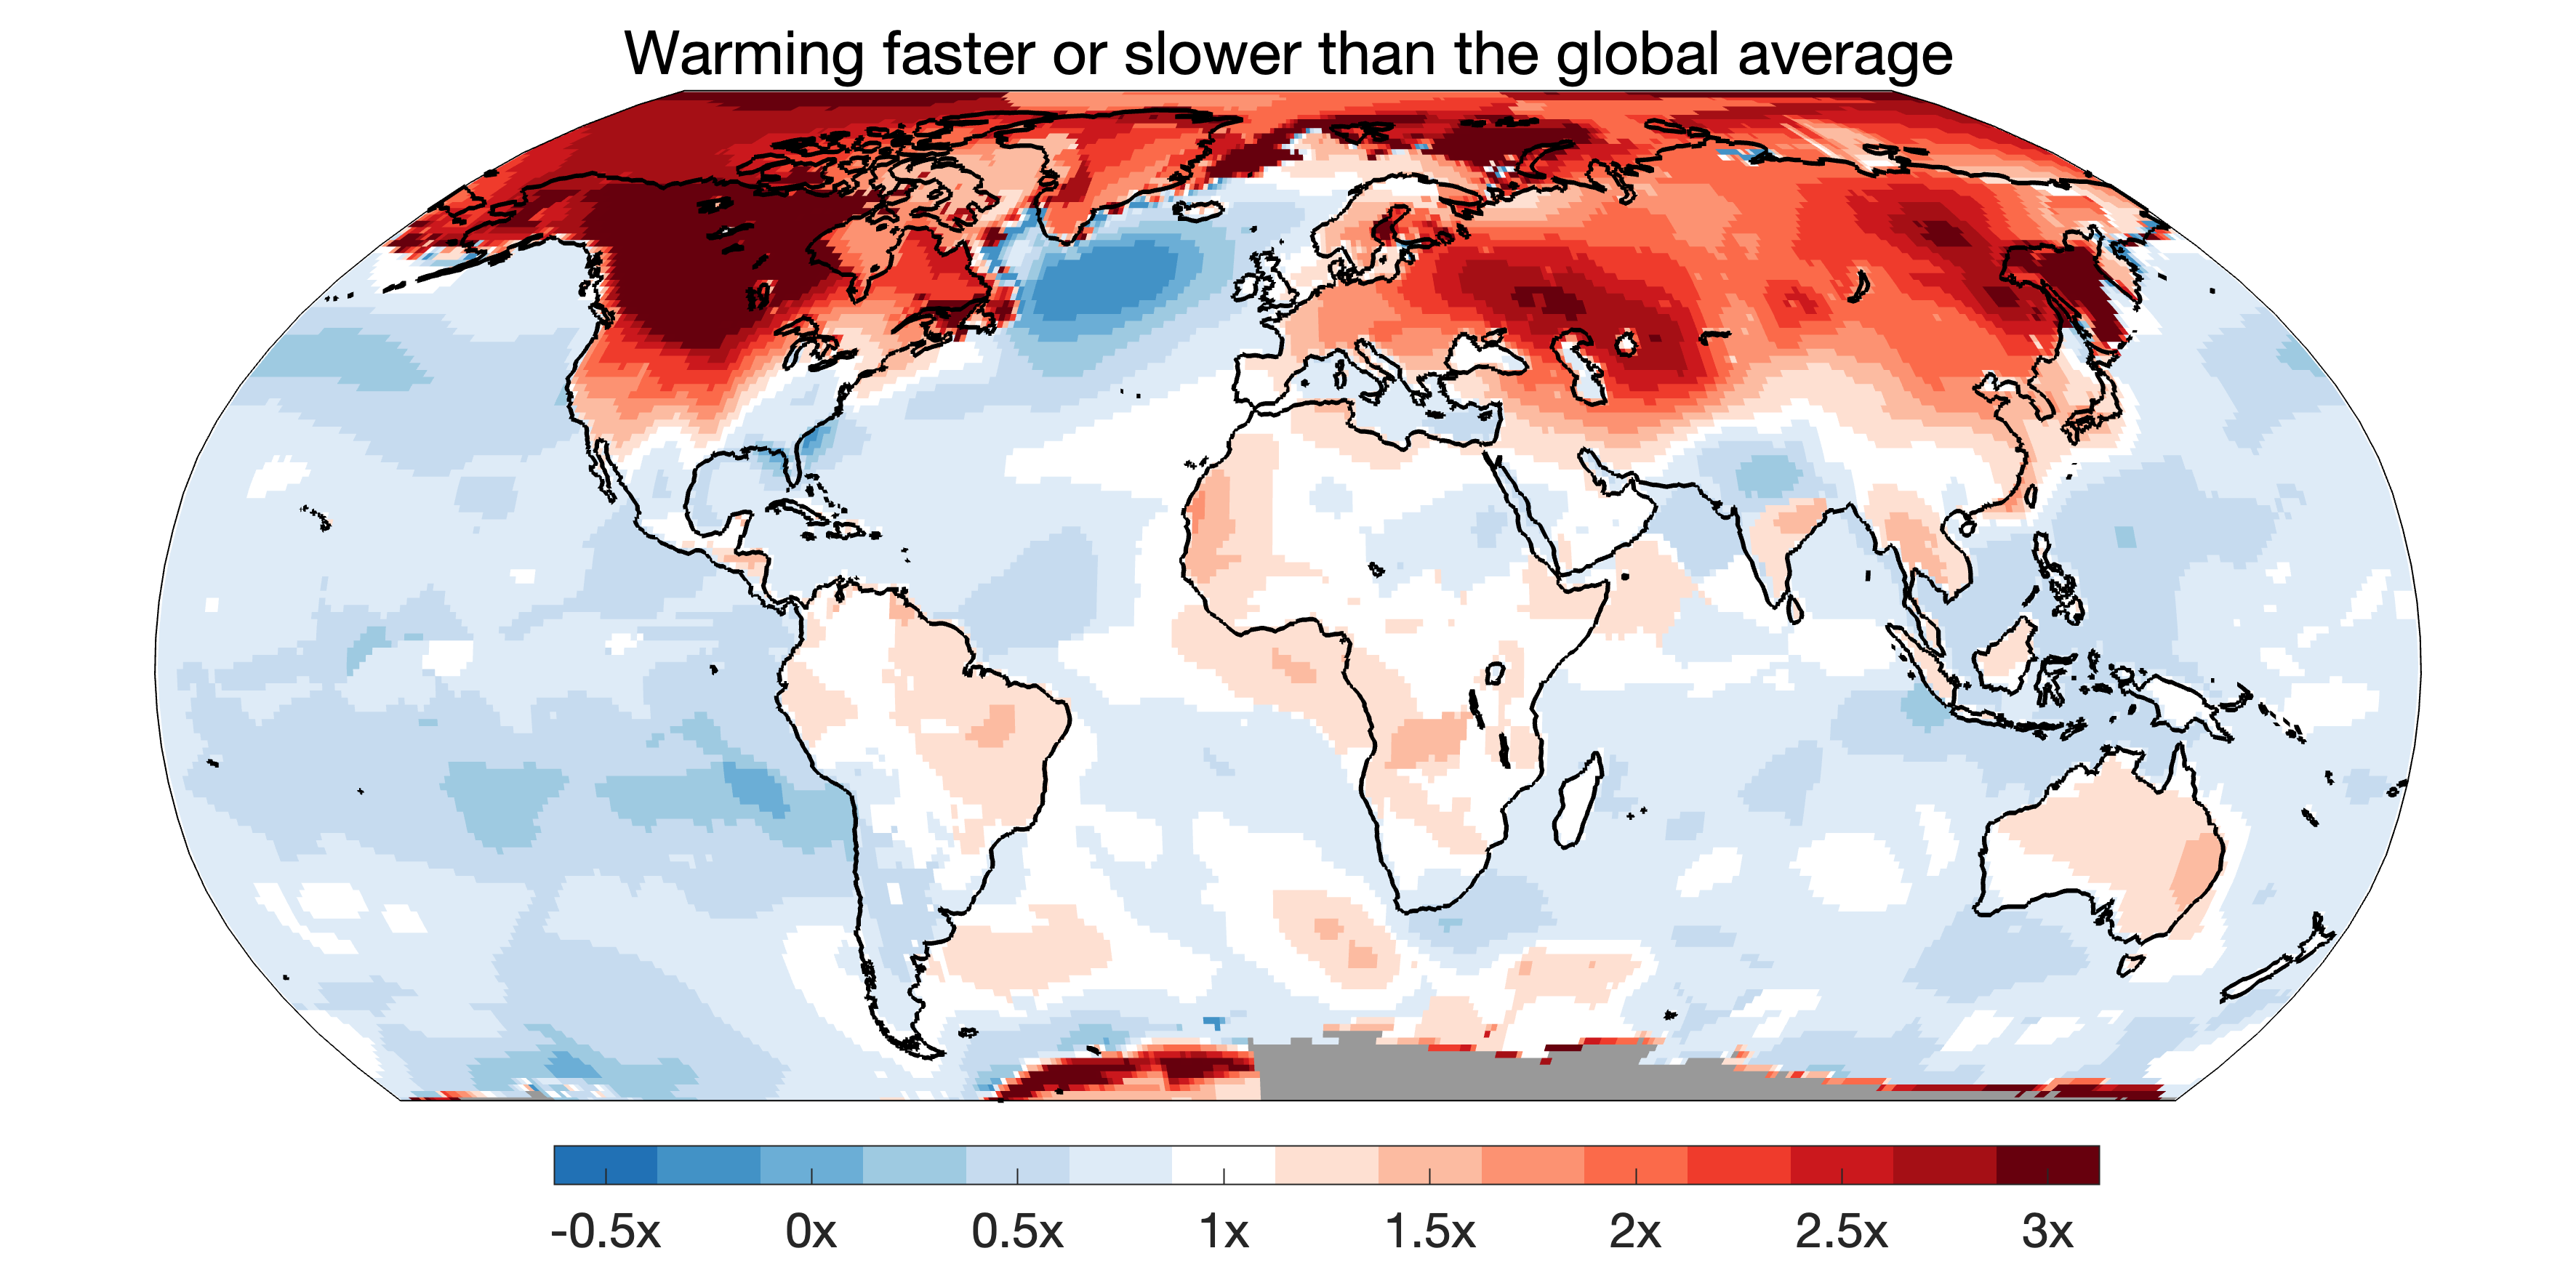 Warming faster or slower than the global average
-0.5x 0x 0.5x 1x 1.5x 2x 2.5x 3x